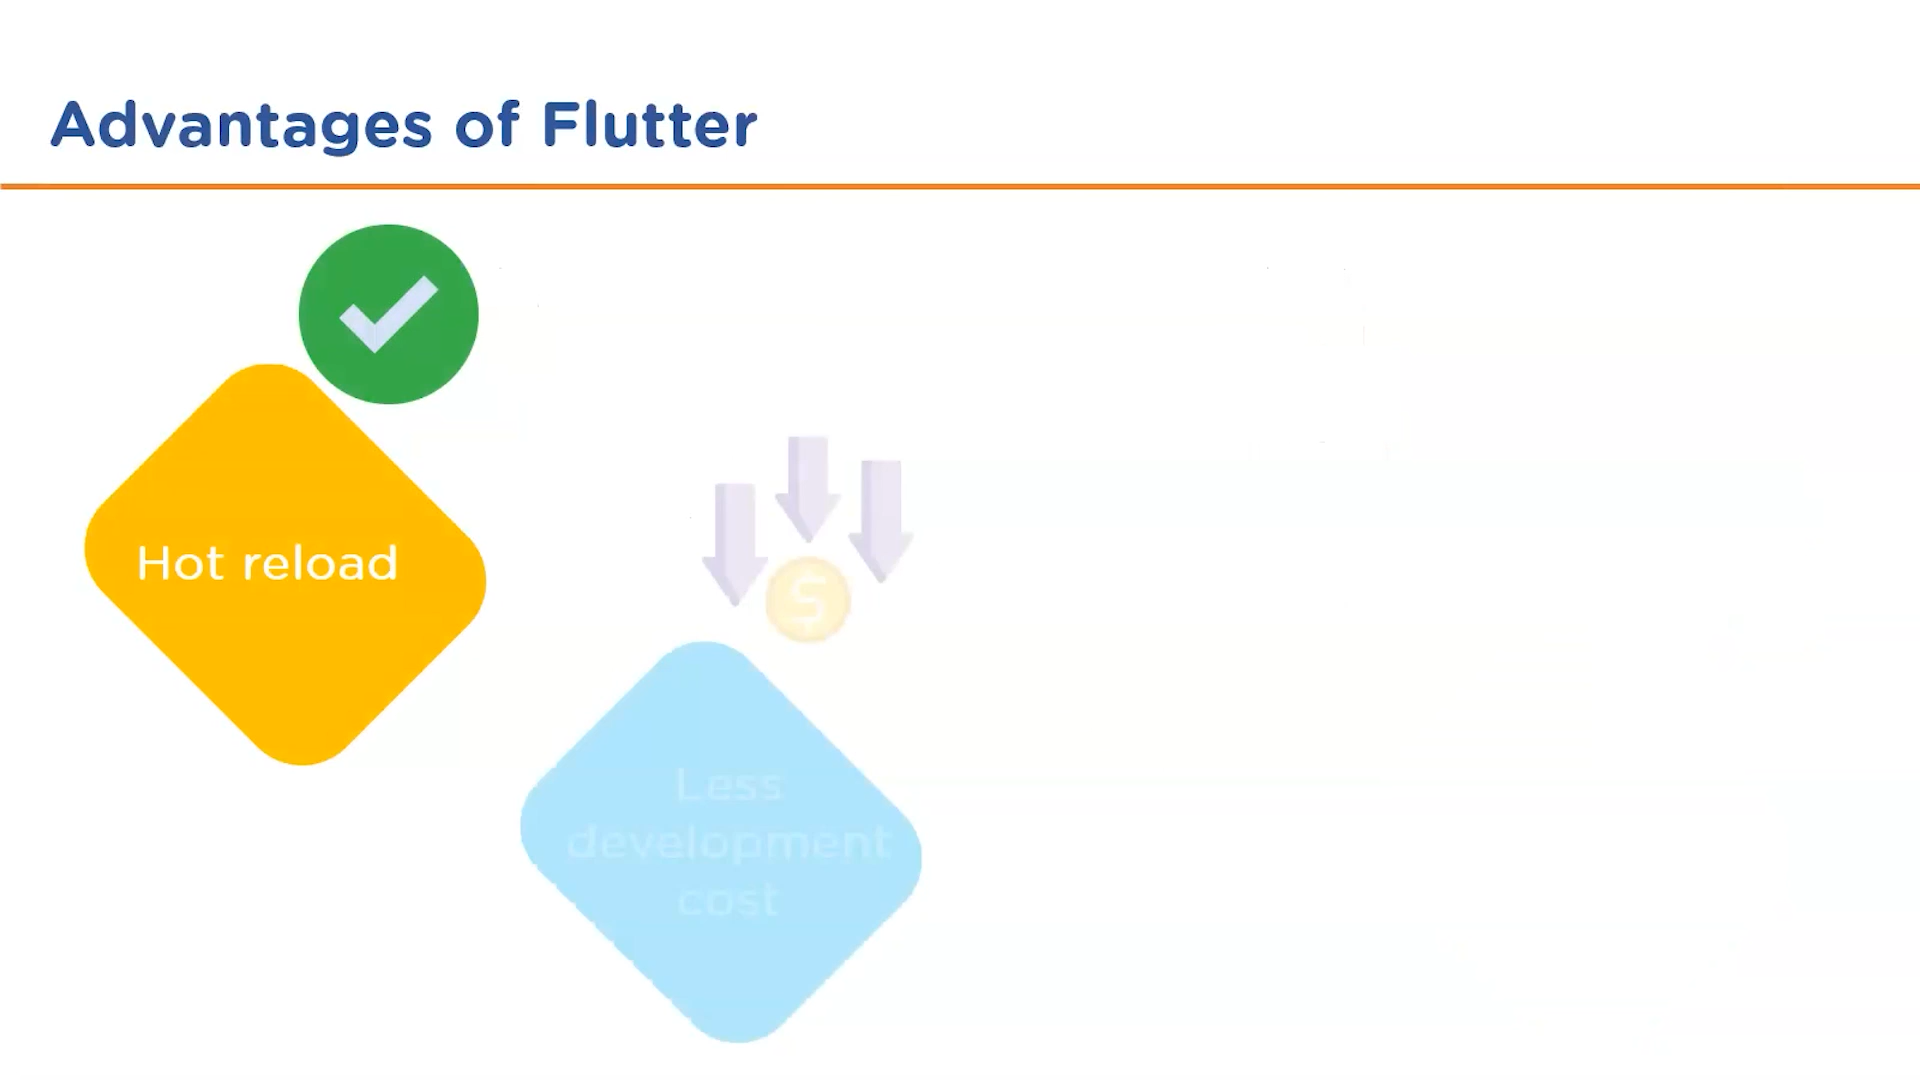 Advantages of Flutter
Hot reload
$
Less
development
cost